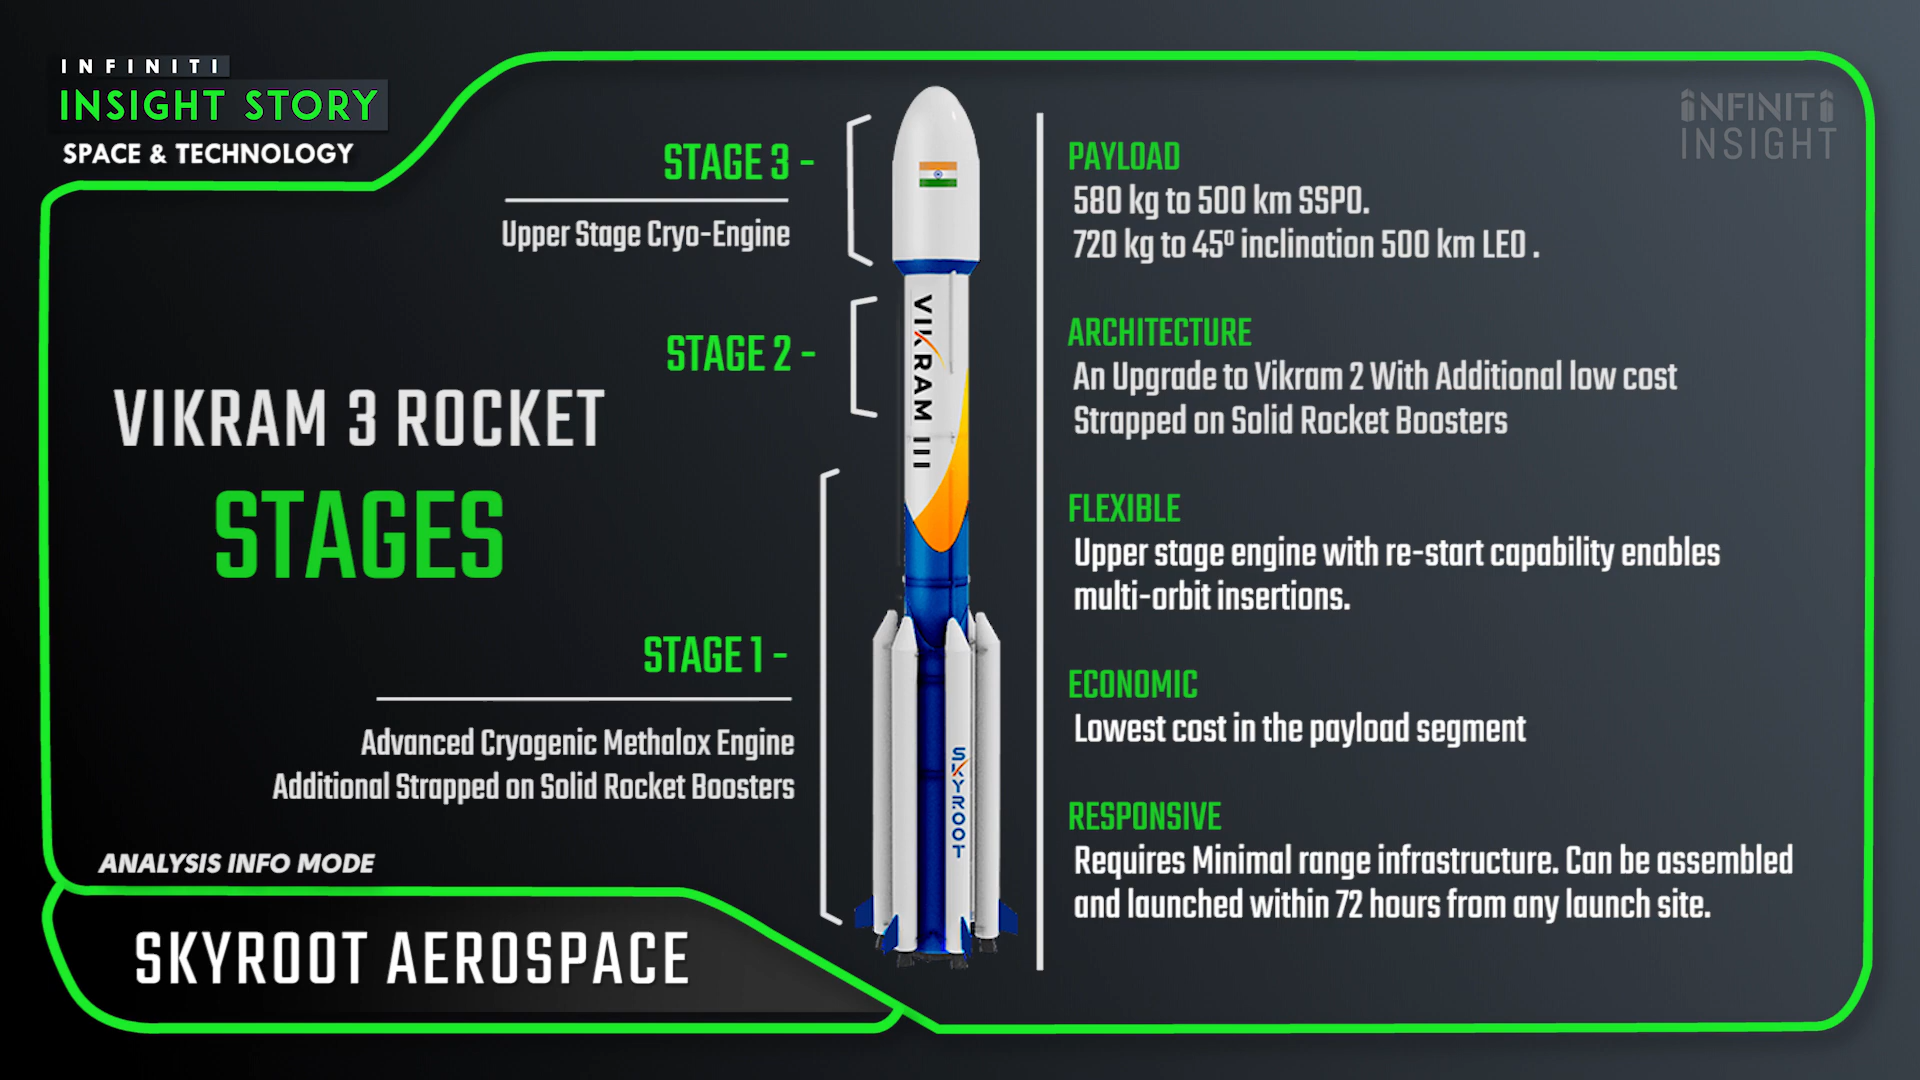 INFINITI
INSIGHT STORY
SPACE & TECHNOLOGY
INFINITI
INSIGHT
VIKRAM 3 ROCKET
STAGES
STAGE 3 -
Upper Stage Cryo-Engine
STAGE 2 -
STAGE 1 -
Advanced Cryogenic Methalox Engine
Additional Strapped on Solid Rocket Boosters
VIKRAM III
SKYROOT
PAYLOAD
580 kg to 500 km SSPO.
720 kg to 45º inclination 500 km LEO .
ARCHITECTURE
An Upgrade to Vikram 2 With Additional low cost
Strapped on Solid Rocket Boosters
FLEXIBLE
Upper stage engine with re-start capability enables
multi-orbit insertions.
ECONOMIC
Lowest cost in the payload segment
RESPONSIVE
Requires Minimal range infrastructure. Can be assembled
and launched within 72 hours from any launch site.
ANALYSIS INFO MODE
SKYROOT AEROSPACE